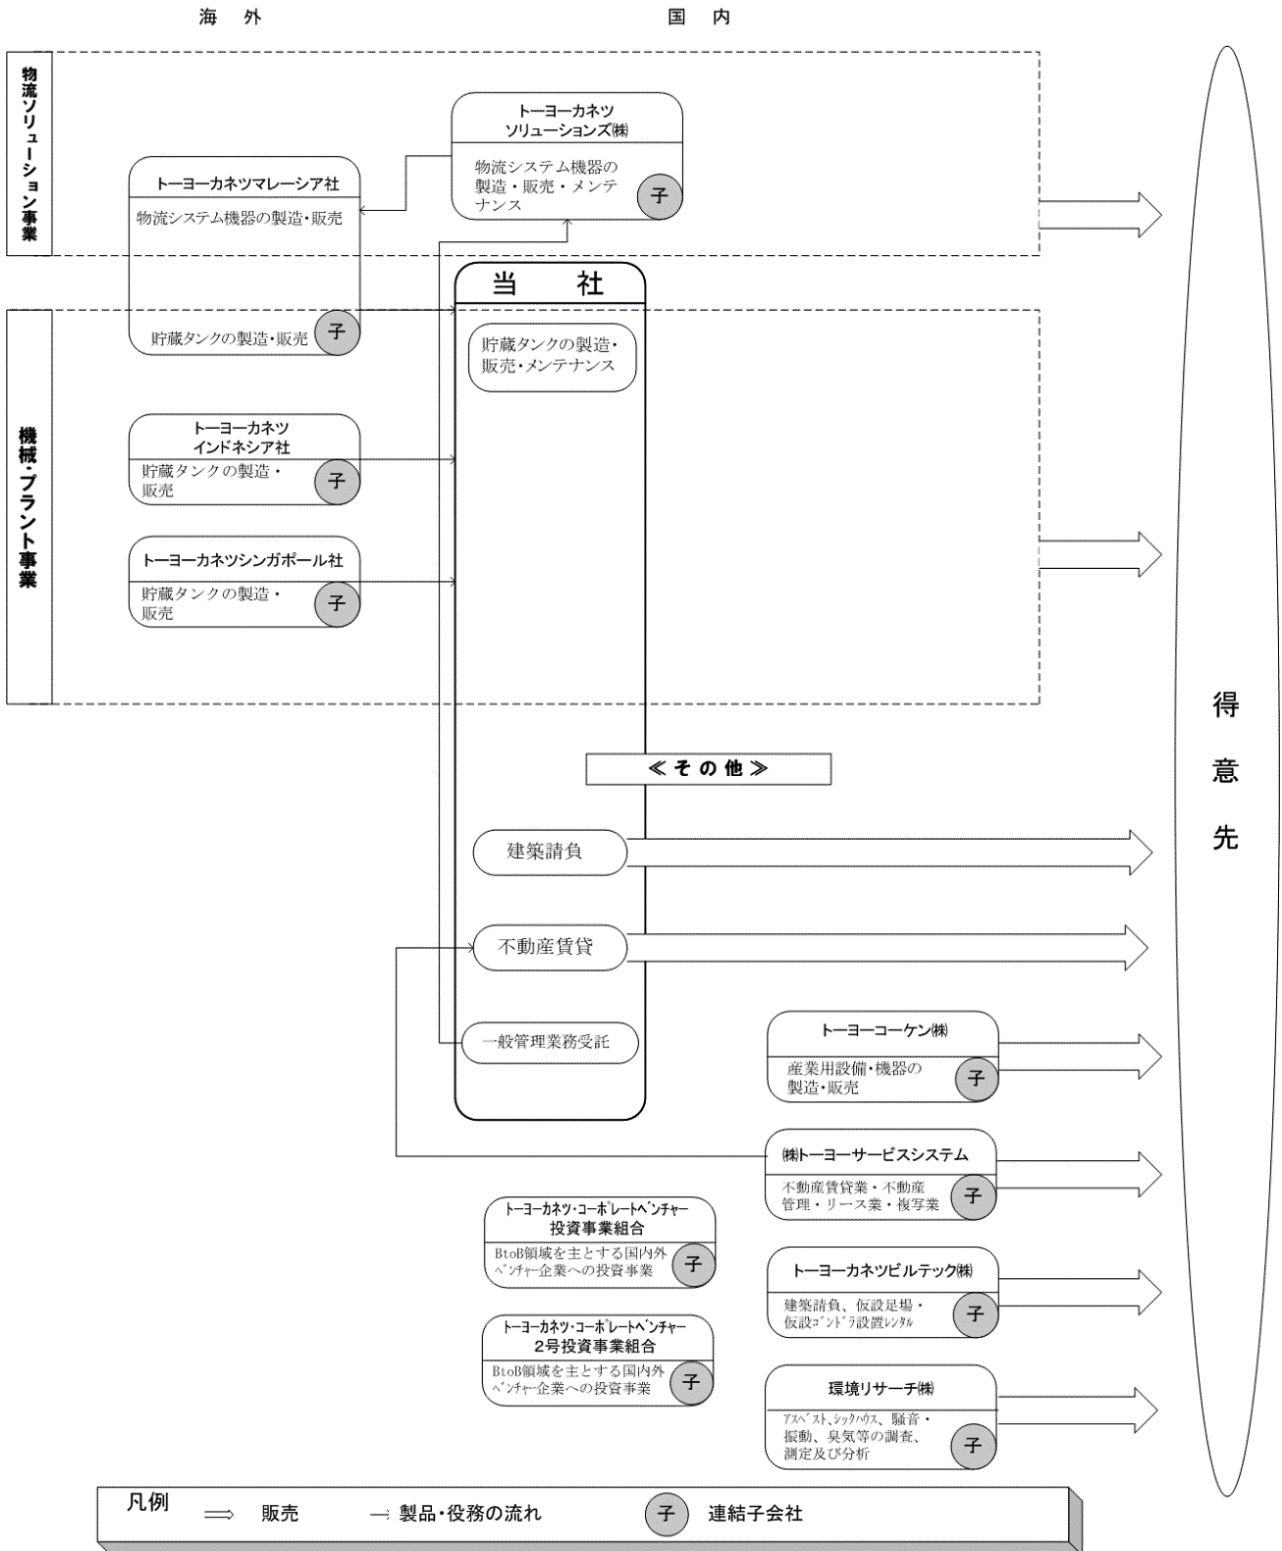 海　外
国　内
物流ソリューション事業
トーヨーカネツ
ソリューションズ㈱
物流システム機器の
製造・販売・メンテ
ナンス
子
トーヨーカネツマレーシア社
物流システム機器の製造・販売
貯蔵タンクの製造・販売
子
当　社
貯蔵タンクの製造・
販売・メンテナンス
機械・プラント事業
トーヨーカネツ
インドネシア社
貯蔵タンクの製造・
販売
子
トーヨーカネツシンガポール社
貯蔵タンクの製造・
販売
子
得意先
≪その他≫
建築請負
不動産賃貸
一般管理業務受託
トーヨーコーケン㈱
産業用設備・機器の
製造・販売
子
㈱トーヨーサービスシステム
不動産賃貸業・不動産
管理・リース業・複写業
子
トーヨーカネツ・コーポレートベンチャー
投資事業組合
BtoB領域を主とする国内外
ベンチャー企業への投資事業
子
トーヨーカネツビルテック㈱
建築請負、仮設足場・
仮設ｺﾞﾝﾄﾞﾗ設置ﾚﾝﾀﾙ
子
トーヨーカネツ・コーポレートベンチャー
２号投資事業組合
BtoB領域を主とする国内外
ベンチャー企業への投資事業
子
環境リサーチ㈱
ｱｽﾍﾞｽﾄ､ｼｯｸﾊｳｽ、騒音・
振動、臭気等の調査、
測定及び分析
子
凡例　⇒　販売　→　製品・役務の流れ　子　連結子会社